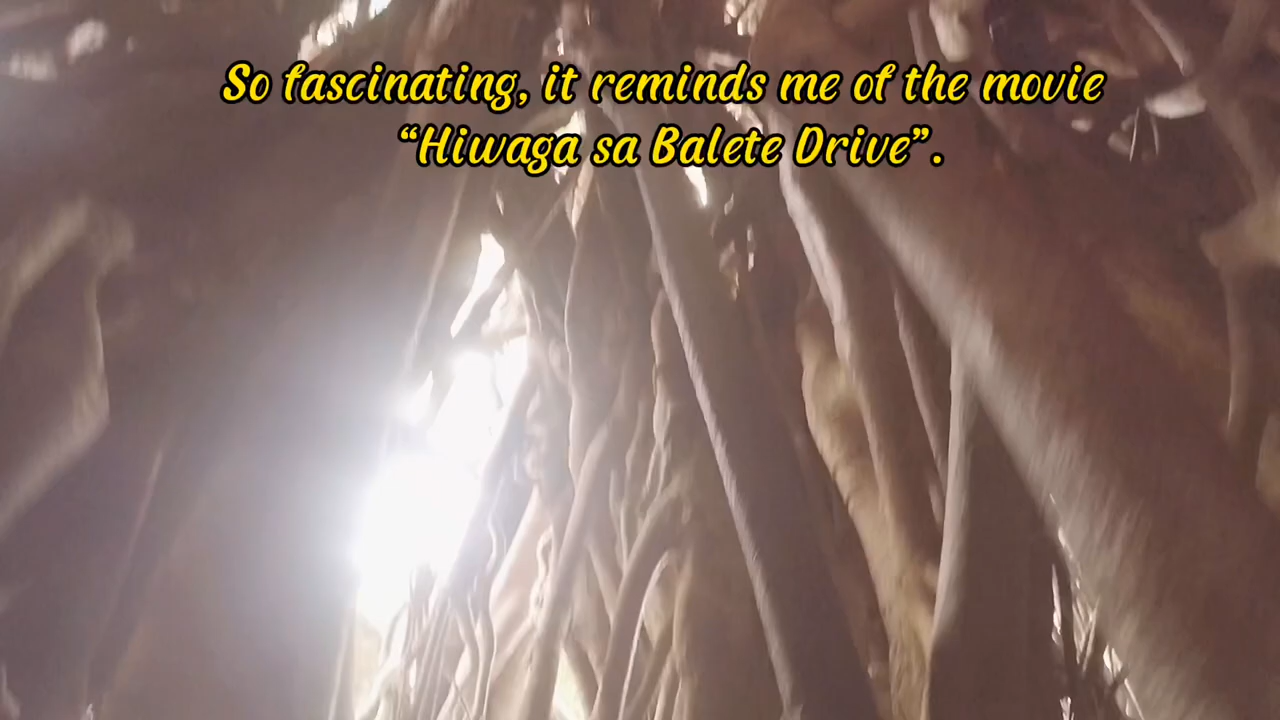 So fascinating, it reminds me of the movie
“Hiwaga sa Balete Drive”.